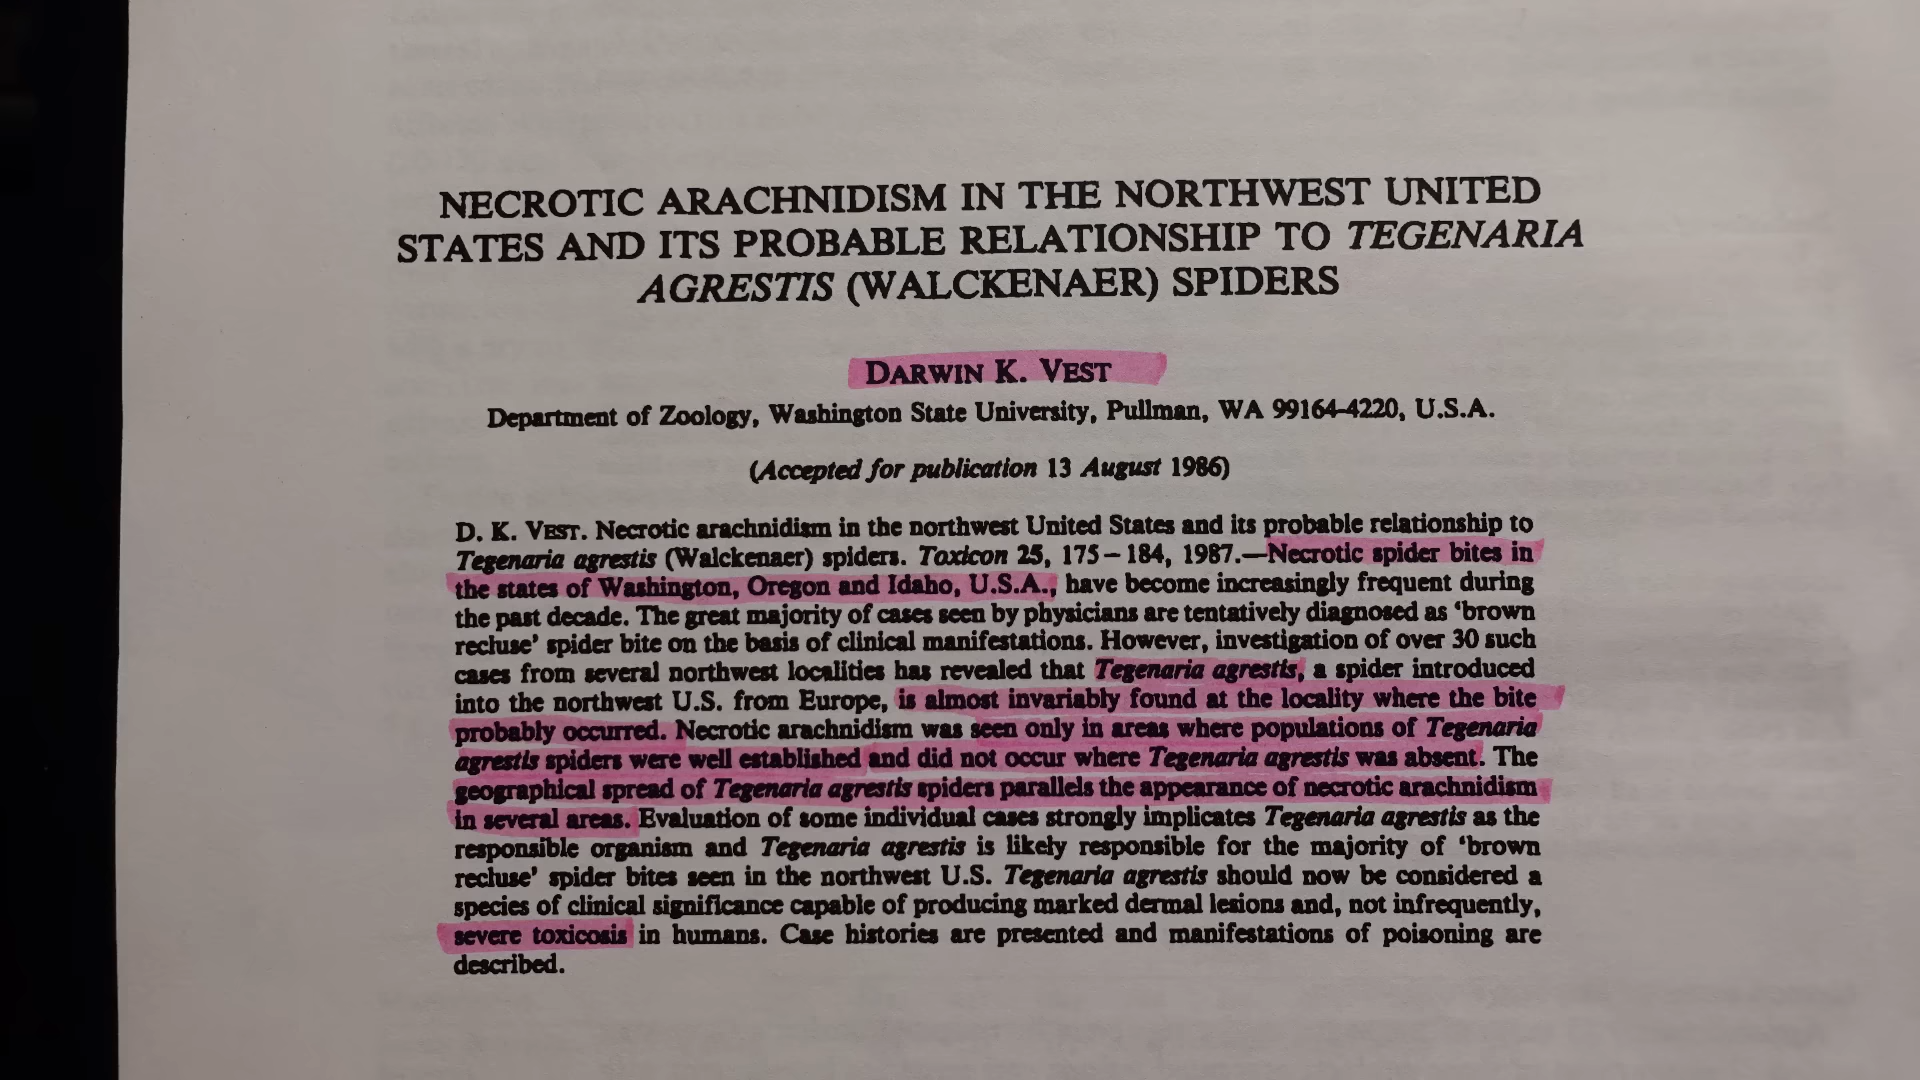 NECROTIC ARACHNIDISM IN THE NORTHWEST UNITED
STATES AND ITS PROBABLE RELATIONSHIP TO TEGENARIA
AGRESTIS (WALCKENAER) SPIDERS
DARWIN K. VEST
Department of Zoology, Washington State University, Pullman, WA 99164-4220, U.S.A.
(Accepted for publication 13 August 1986)
D. K. VEST. Necrotic arachnidism in the northwest United States and its probable relationship to
Tegenaria agrestis (Walckenaer) spiders. Toxicon 25, 175–184, 1987.—Necrotic spider bites in
the states of Washington, Oregon and Idaho, U.S.A., have become increasingly frequent during
the past decade. The great majority of cases seen by physicians are tentatively diagnosed as ‘brown
recluse’ spider bite on the basis of clinical manifestations. However, investigation of over 30 such
cases from several northwest localities has revealed that Tegenaria agrestis, a spider introduced
into the northwest U.S. from Europe, is almost invariably found at the locality where the bite
probably occurred. Necrotic arachnidism was seen only in areas where populations of Tegenaria
agrestis spiders were well established and did not occur where Tegenaria agrestis was absent. The
geographical spread of Tegenaria agrestis spiders parallels the appearance of necrotic arachnidism
in several areas. Evaluation of some individual cases strongly implicates Tegenaria agrestis as the
responsible organism and Tegenaria agrestis is likely responsible for the majority of ‘brown
recluse’ spider bites seen in the northwest U.S. Tegenaria agrestis should now be considered a
species of clinical significance capable of producing marked dermal lesions and, not infrequently,
severe toxicosis in humans. Case histories are presented and manifestations of poisoning are
described.